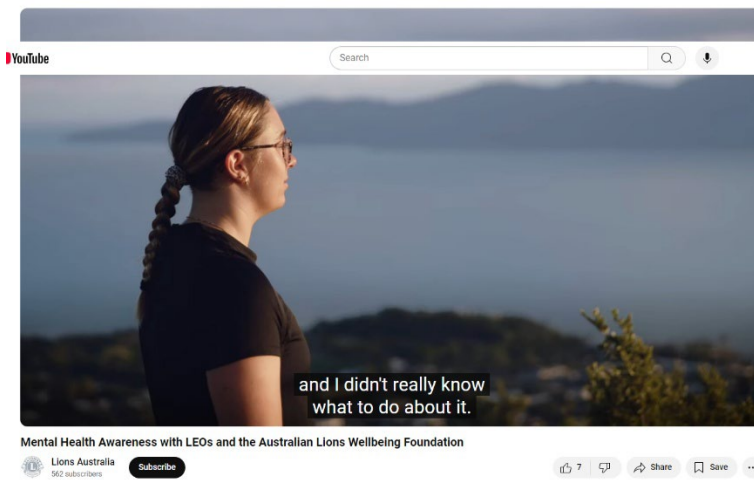 YouTube
Search
and I didn't really know
what to do about it.
Mental Health Awareness with LEOs and the Australian Lions Wellbeing Foundation
Lions Australia
562 subscribers
Subscribe
7
Share
Save